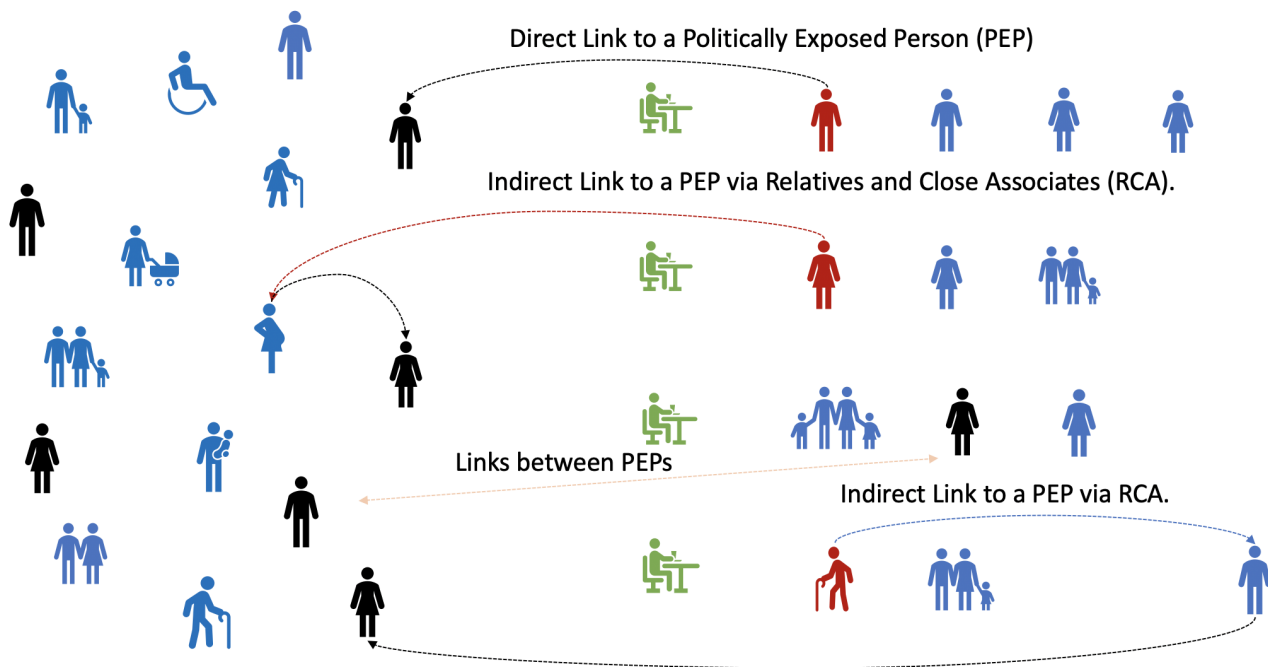 Direct Link to a Politically Exposed Person (PEP)
Indirect Link to a PEP via Relatives and Close Associates (RCA).
Links between PEPs
Indirect Link to a PEP via RCA.